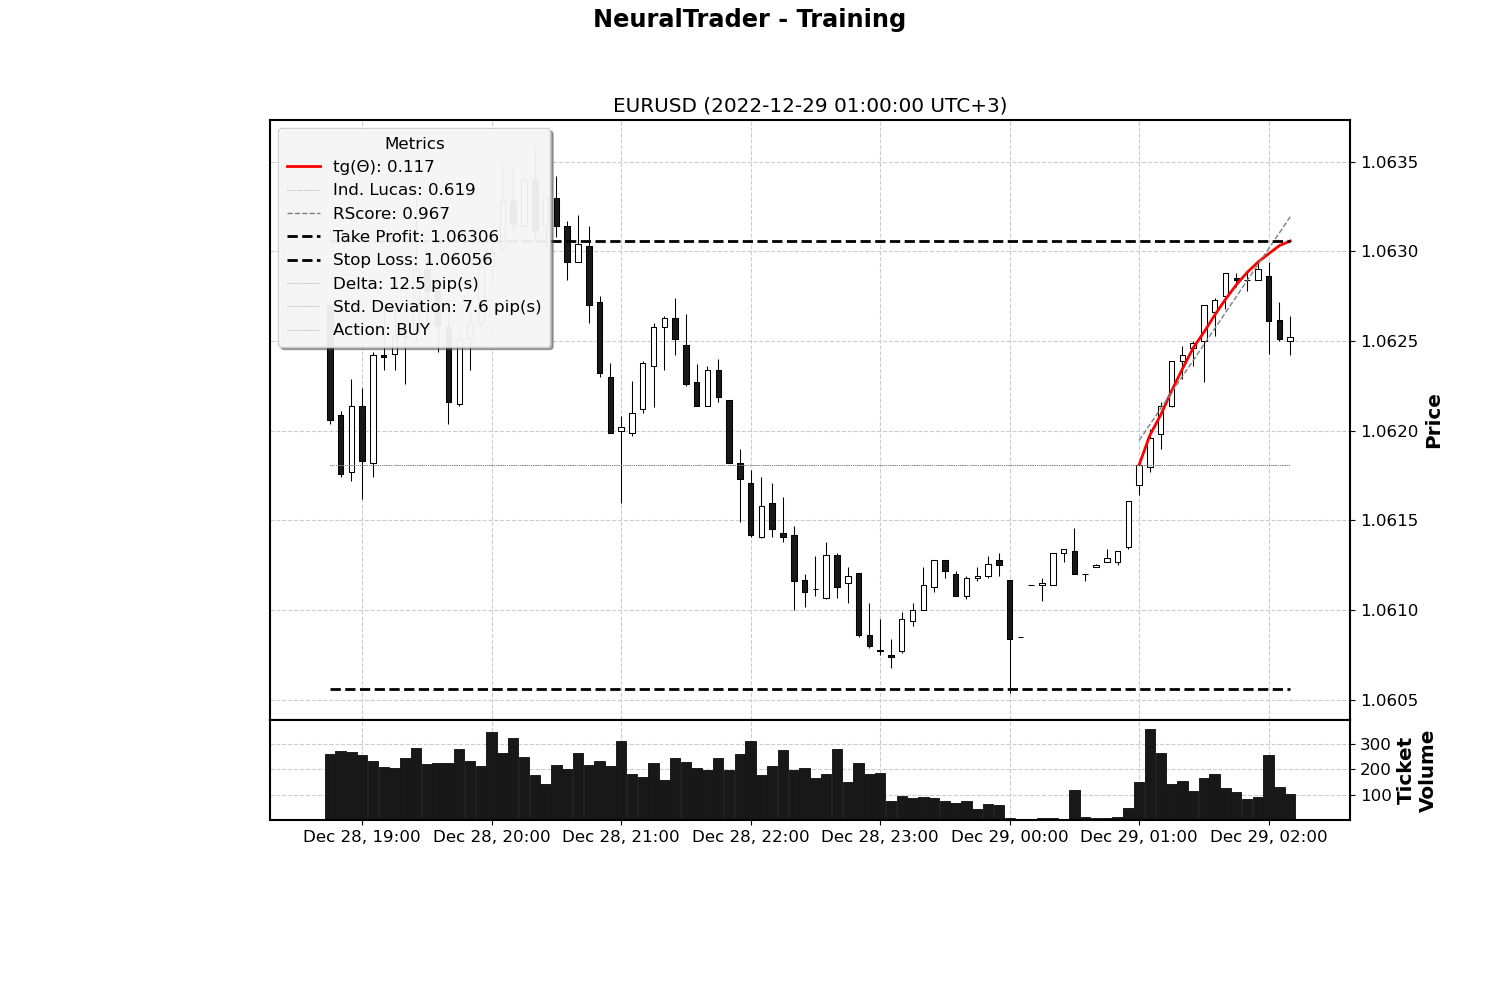 NeuralTrader - Training
EURUSD (2022-12-29 01:00:00 UTC+3)
Metrics
tg(Θ): 0.117
Ind. Lucas: 0.619
RScore: 0.967
Take Profit: 1.06306
Stop Loss: 1.06056
Delta: 12.5 pip(s)
Std. Deviation: 7.6 pip(s)
Action: BUY
1.0635
1.0630
1.0625
1.0620
1.0615
1.0610
1.0605
Price
300
200
100
Ticket
Volume
Dec 28, 19:00
Dec 28, 20:00
Dec 28, 21:00
Dec 28, 22:00
Dec 28, 23:00
Dec 29, 00:00
Dec 29, 01:00
Dec 29, 02:00